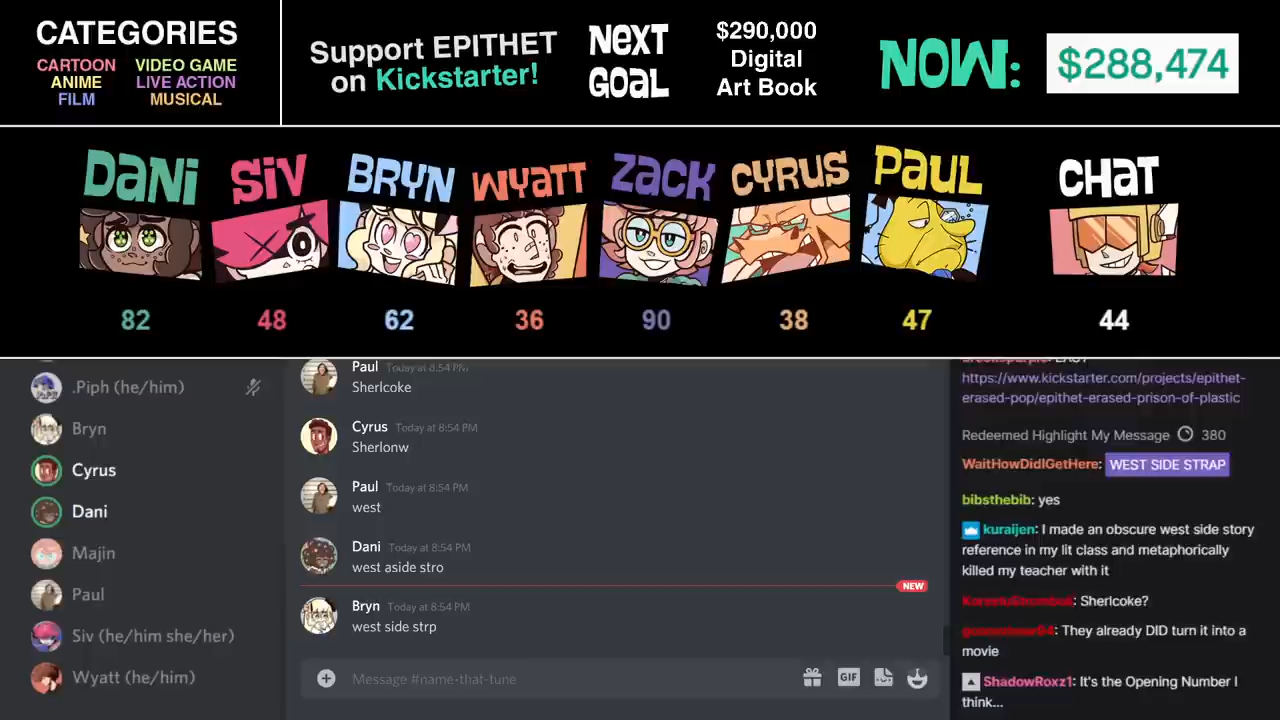 CATEGORIES
CARTOON VIDEO GAME
ANIME LIVE ACTION
FILM MUSICAL
Support EPITHET
on Kickstarter!
NEXT
GOAL
$290,000
Digital
Art Book
NOW:
$288,474
DANI SIV BRYN WYATT ZACK CYRUS PAUL CHAT
82 48 62 36 90 38 47 44
.Piph (he/him)
Bryn
Cyrus
Dani
Majin
Paul
Siv (he/him she/her)
Wyatt (he/him)
Paul Today at 8:54 PM
Sherlcoke
Cyrus Today at 8:54 PM
Sherlonw
Paul Today at 8:54 PM
west
Dani Today at 8:54 PM
west aside stro
NEW
Bryn Today at 8:54 PM
west side strp
Message #name-that-tune
GIF
https://www.kickstarter.com/projects/epithet-
erased-pop/epithet-erased-prison-of-plastic
Redeemed Highlight My Message 380
WaitHowDidIGetHere: WEST SIDE STRAP
bibsthebib: yes
kuraijen: I made an obscure west side story
reference in my lit class and metaphorically
killed my teacher with it
: Sherlcoke?
: They already DID turn it into a
movie
ShadowRoxz1: It's the Opening Number I
think...